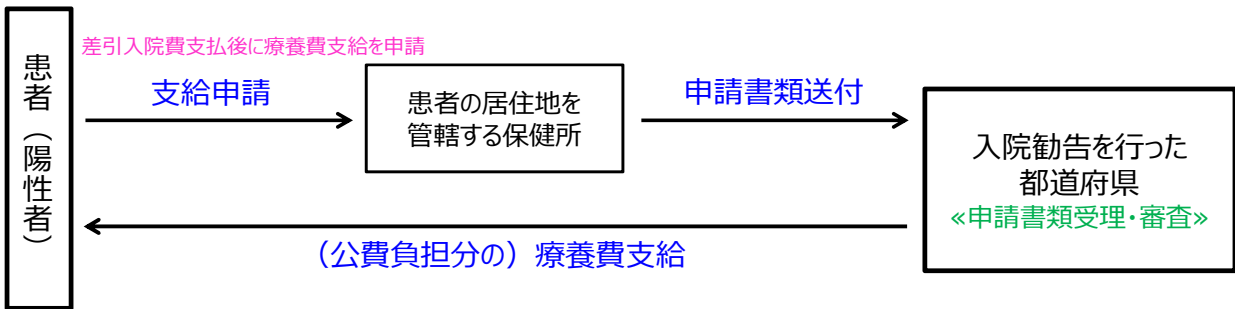 患者（陽性者）
差引入院費支払後に療養費支給を申請
支給申請
患者の居住地を
管轄する保健所
申請書類送付
入院勧告を行った
都道府県
≪申請書類受理・審査≫
（公費負担分の）療養費支給